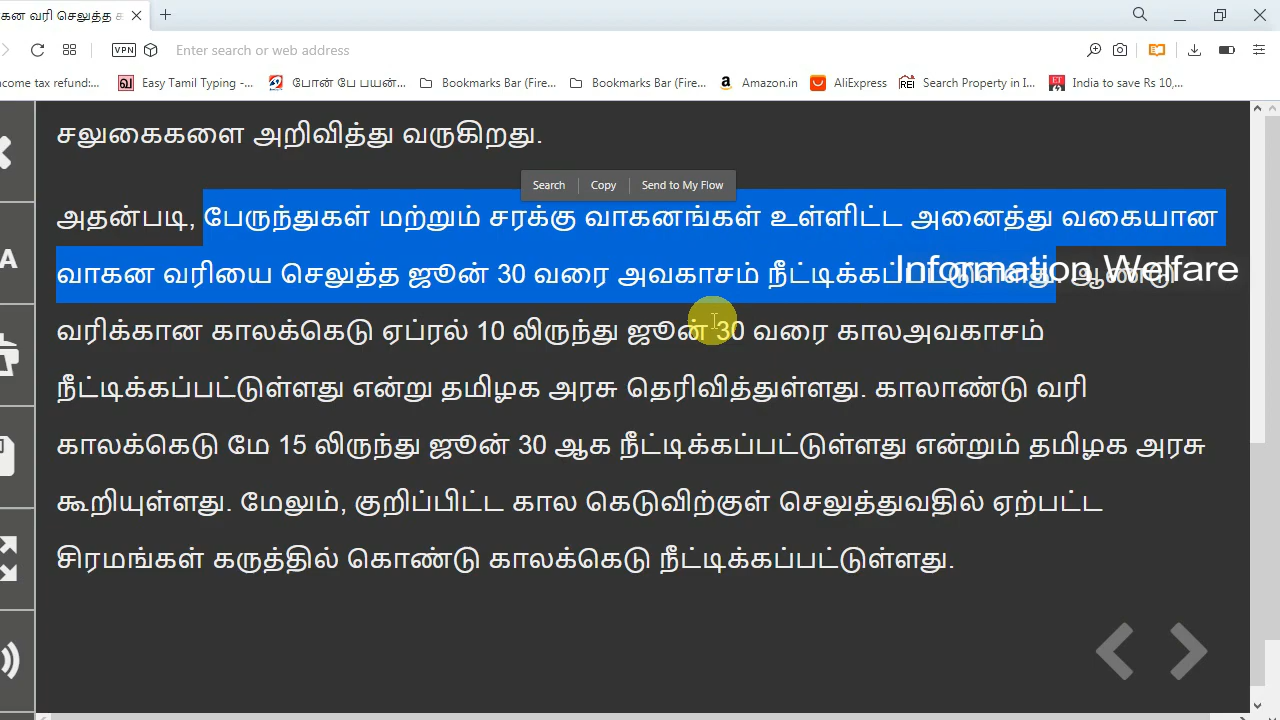 கன வரி செலுத்த
VPN Enter search or web address
come tax refund:... Easy Tamil Typing -... போன் பே பயன்... Bookmarks Bar (Fire... Bookmarks Bar (Fire... Amazon.in AliExpress Search Property in I... India to save Rs 10,...
சலுகைகளை அறிவித்து வருகிறது.
Search Copy Send to My Flow
அதன்படி, பேருந்துகள் மற்றும் சரக்கு வாகனங்கள் உள்ளிட்ட அனைத்து வகையான
வாகன வரியை செலுத்த ஜூன் 30 வரை அவகாசம் நீட்டிக்கப்பட்டுள்ளது. ஆண்டு
Information Welfare
வரிக்கான காலக்கெடு ஏப்ரல் 10 லிருந்து ஜூன் 30 வரை காலஅவகாசம்
நீட்டிக்கப்பட்டுள்ளது என்று தமிழக அரசு தெரிவித்துள்ளது. காலாண்டு வரி
காலக்கெடு மே 15 லிருந்து ஜூன் 30 ஆக நீட்டிக்கப்பட்டுள்ளது என்றும் தமிழக அரசு
கூறியுள்ளது. மேலும், குறிப்பிட்ட கால கெடுவிற்குள் செலுத்துவதில் ஏற்பட்ட
சிரமங்கள் கருத்தில் கொண்டு காலக்கெடு நீட்டிக்கப்பட்டுள்ளது.